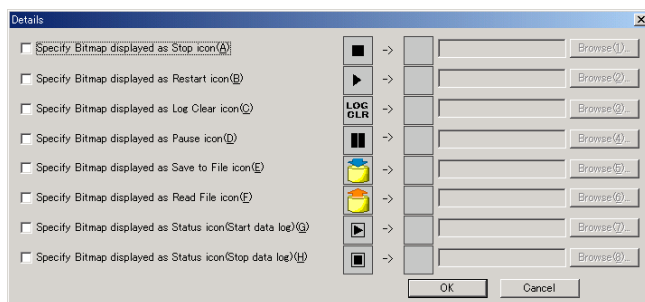 Details
Specify Bitmap displayed as Stop icon(A) -> Browse(1)...
Specify Bitmap displayed as Restart icon(B) -> Browse(2)...
Specify Bitmap displayed as Log Clear icon(C) LOG CLR -> Browse(3)...
Specify Bitmap displayed as Pause icon(D) -> Browse(4)...
Specify Bitmap displayed as Save to File icon(E) -> Browse(5)...
Specify Bitmap displayed as Read File icon(F) -> Browse(6)...
Specify Bitmap displayed as Status icon(Start data log)(G) -> Browse(7)...
Specify Bitmap displayed as Status icon(Stop data log)(H) -> Browse(8)...
OK Cancel